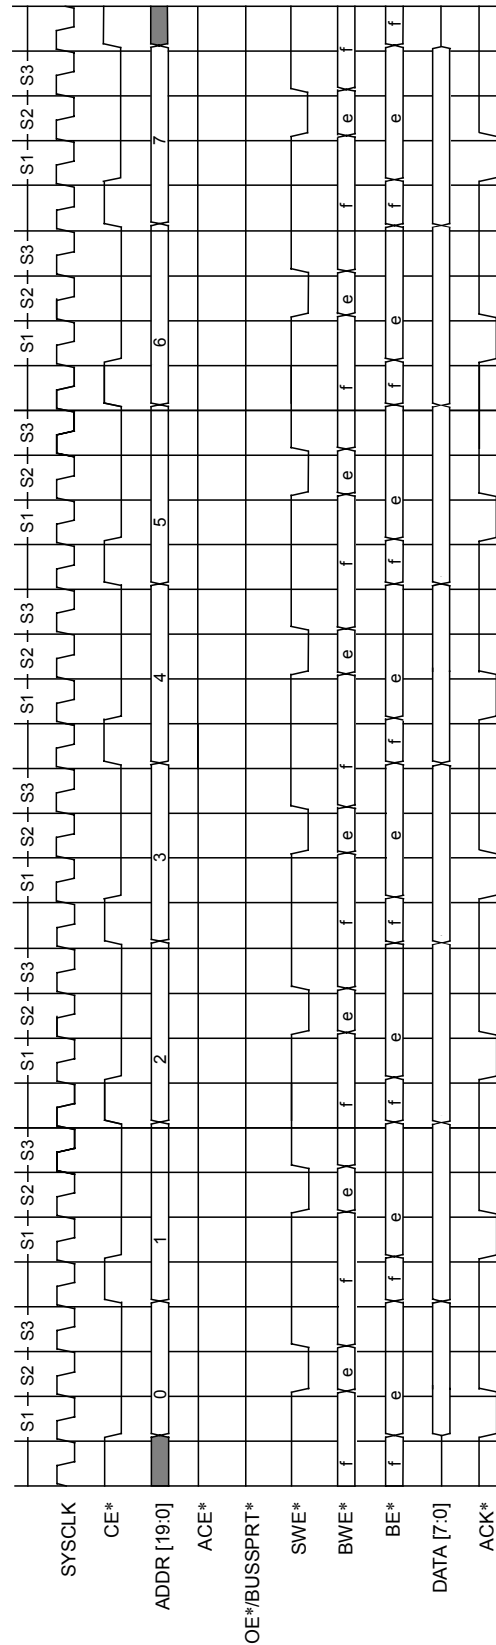 S1 S2 S3 S1 S2 S3 S1 S2 S3 S1 S2 S3 S1 S2 S3 S1 S2 S3 S1 S2 S3 S1 S2 S3
SYSCLK
CE*
ADDR [19:0] 0 1 2 3 4 5 6 7
ACE*
OE*/BUSSPRT*
SWE*
BWE* f e f e f e f e f e f e f e f e f
BE* f e f e f e f e f e f e f e f e f
DATA [7:0]
ACK*